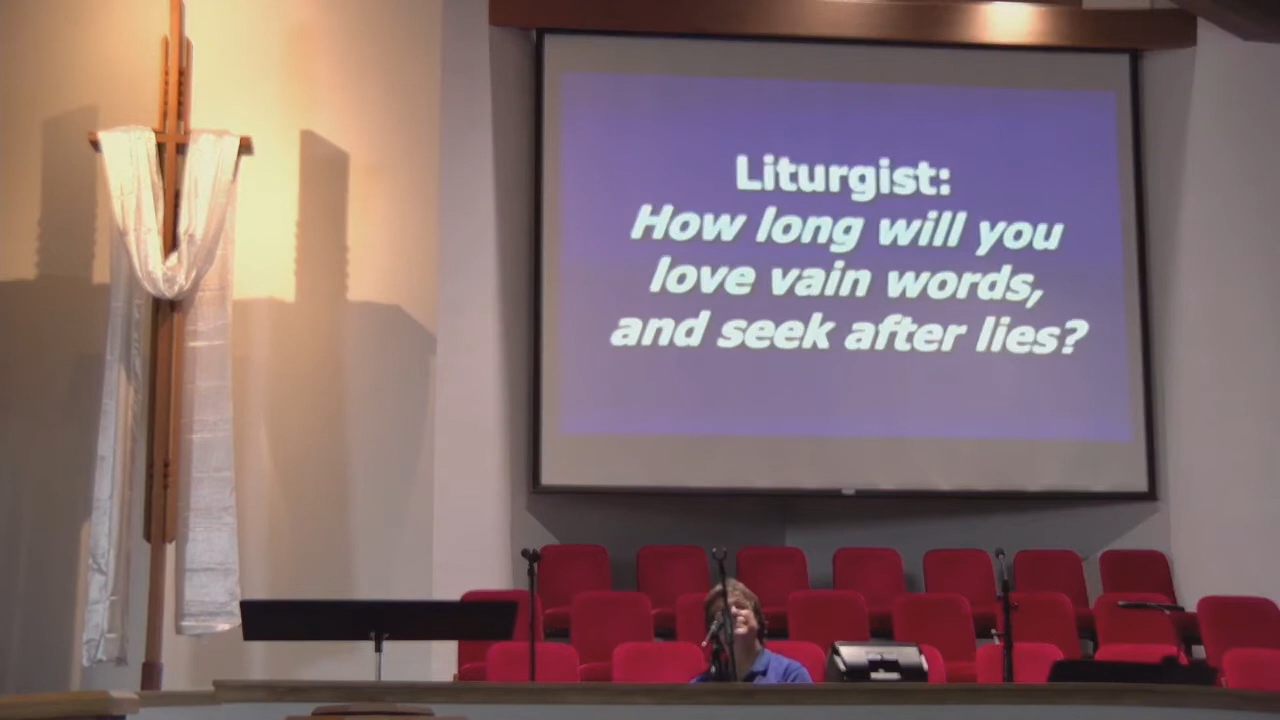 Liturgist:
How long will you
love vain words,
and seek after lies?